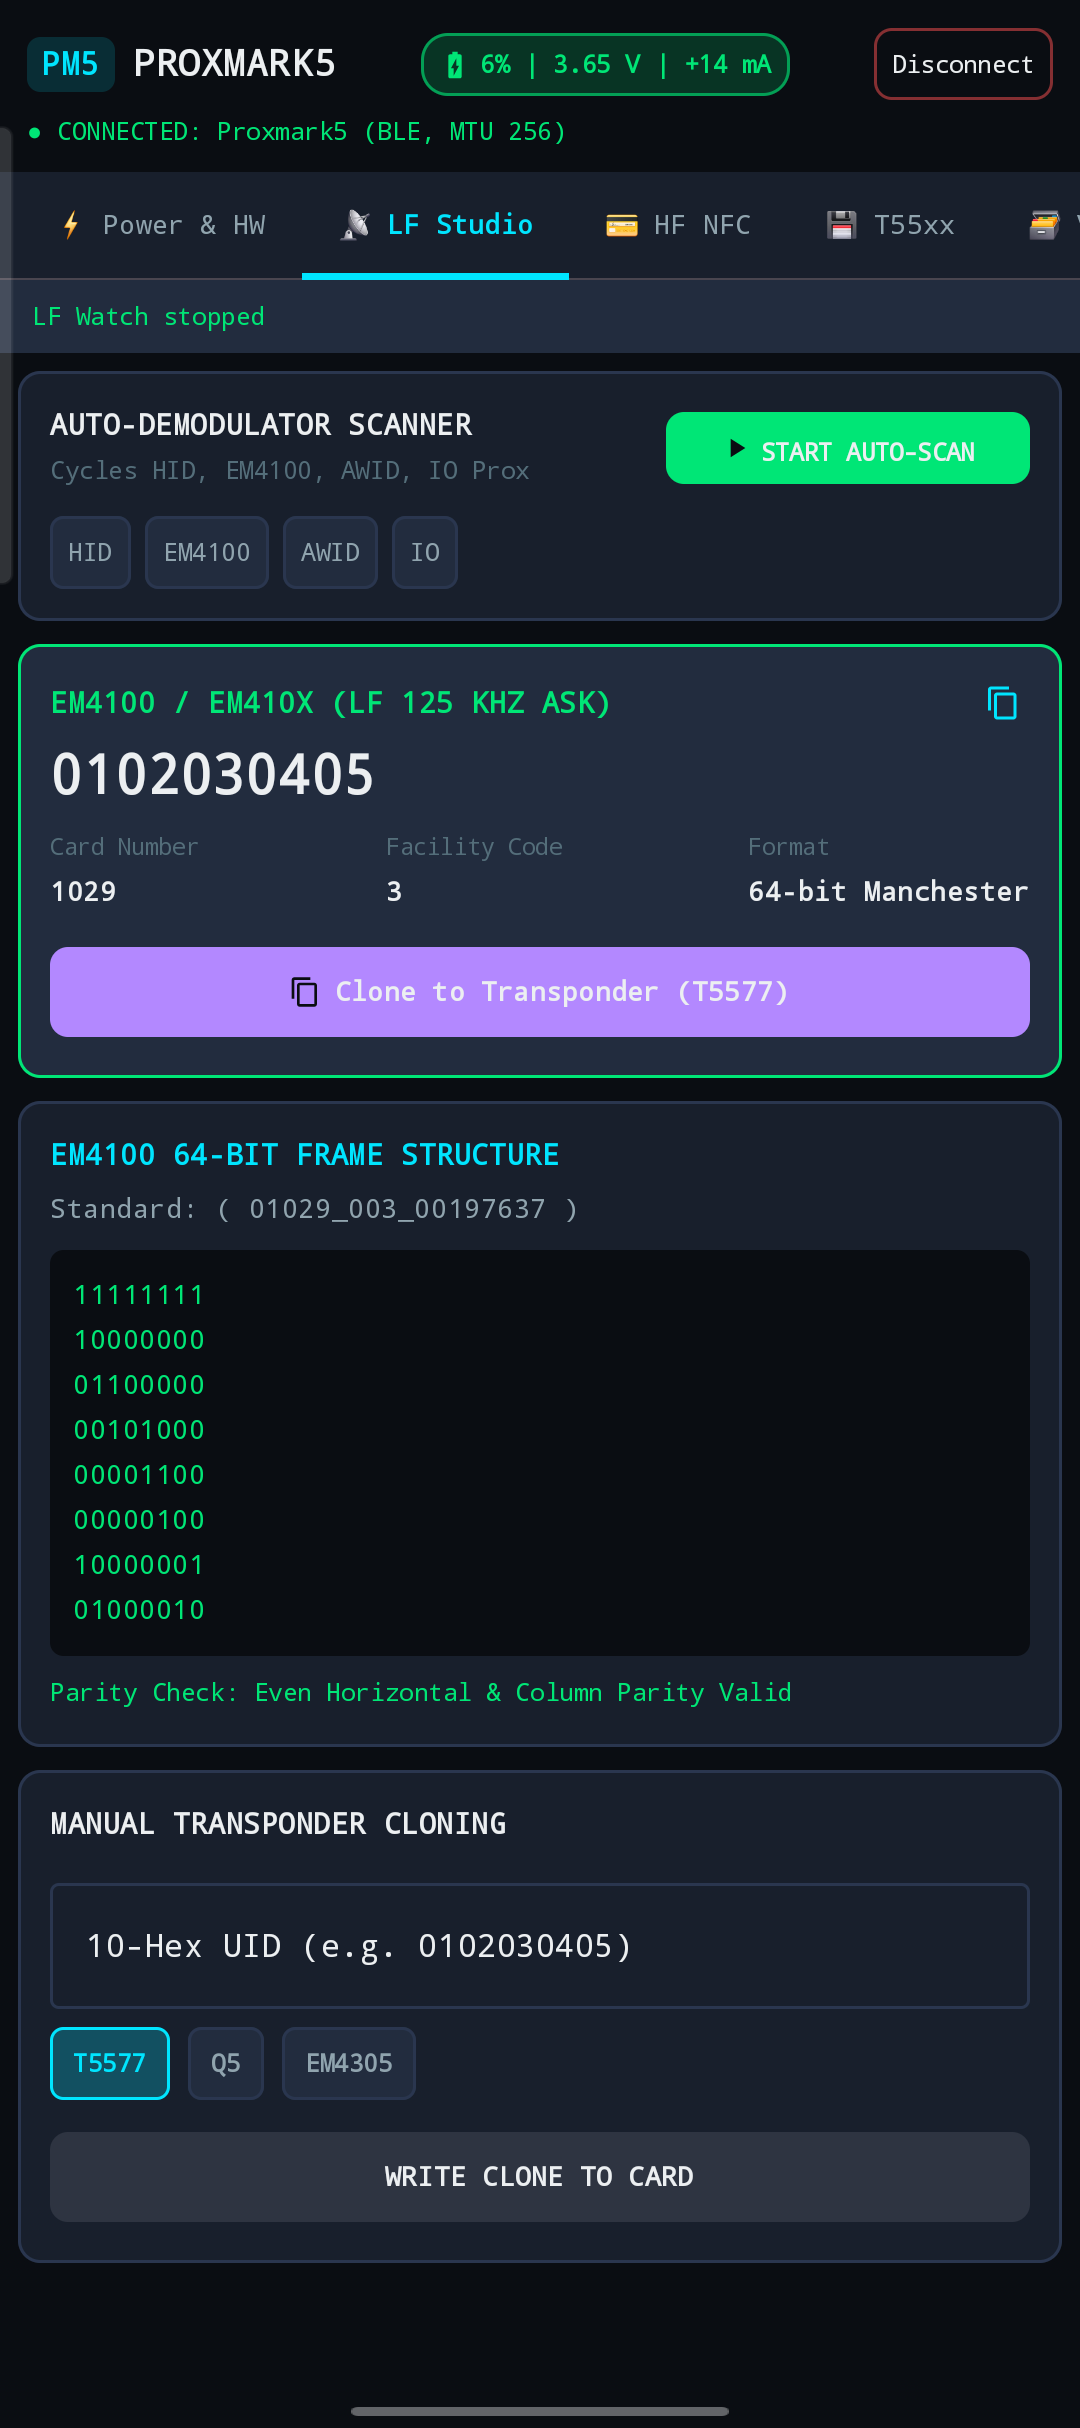 PM5 PROXMARK5 6% | 3.65 V | +14 mA Disconnect
● CONNECTED: Proxmark5 (BLE, MTU 256)
Power & HW LF Studio HF NFC T55xx
LF Watch stopped
AUTO-DEMODULATOR SCANNER
START AUTO-SCAN
Cycles HID, EM4100, AWID, IO Prox
HID EM4100 AWID IO
EM4100 / EM410X (LF 125 KHZ ASK)
0102030405
Card Number Facility Code Format
1029 3 64-bit Manchester
Clone to Transponder (T5577)
EM4100 64-BIT FRAME STRUCTURE
Standard: ( 01029_003_00197637 )
11111111
10000000
01100000
00101000
00001100
00000100
10000001
01000010
Parity Check: Even Horizontal & Column Parity Valid
MANUAL TRANSPONDER CLONING
10-Hex UID (e.g. 0102030405)
T5577 Q5 EM4305
WRITE CLONE TO CARD